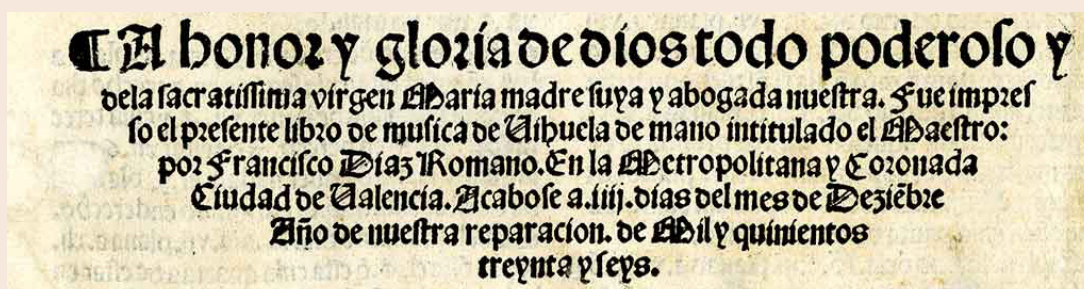 ¶ A honor y gloria de dios todo poderoso y
dela sacratissima virgen Maria madre suya y abogada nuestra. Fue impres
so el presente libro de musica de Vihuela de mano intitulado el Maestro:
por Francisco Diaz Romano. En la Metropolitana y Coronada
Ciudad de Valencia. Acabose a .iiij. dias del mes de Deziẽbre
Año de nuestra reparacion. de Mil y quinientos
treynta y seys.